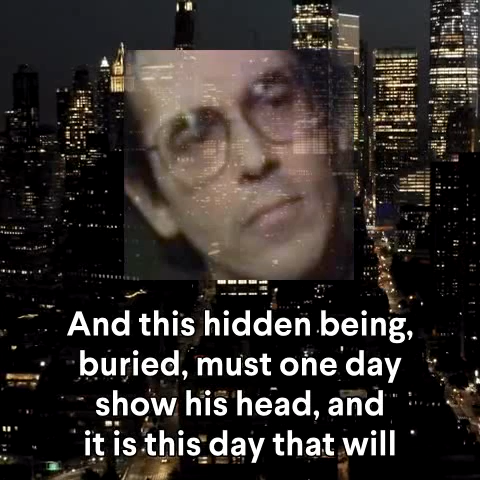 And this hidden being,
buried, must one day
show his head, and
it is this day that will